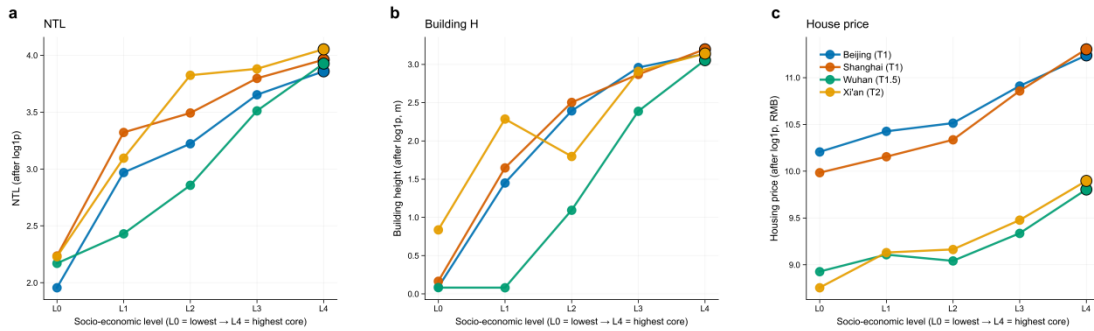 a
NTL
NTL (after log1p)
4.0
3.5
3.0
2.5
2.0
L0 L1 L2 L3 L4
Socio-economic level (L0 = lowest → L4 = highest core)
b
Building H
Building height (after log1p, m)
3.0
2.5
2.0
1.5
1.0
0.5
0.0
L0 L1 L2 L3 L4
Socio-economic level (L0 = lowest → L4 = highest core)
c
House price
Housing price (after log1p, RMB)
11.0
10.5
10.0
9.5
9.0
Beijing (T1)
Shanghai (T1)
Wuhan (T1.5)
Xi'an (T2)
L0 L1 L2 L3 L4
Socio-economic level (L0 = lowest → L4 = highest core)